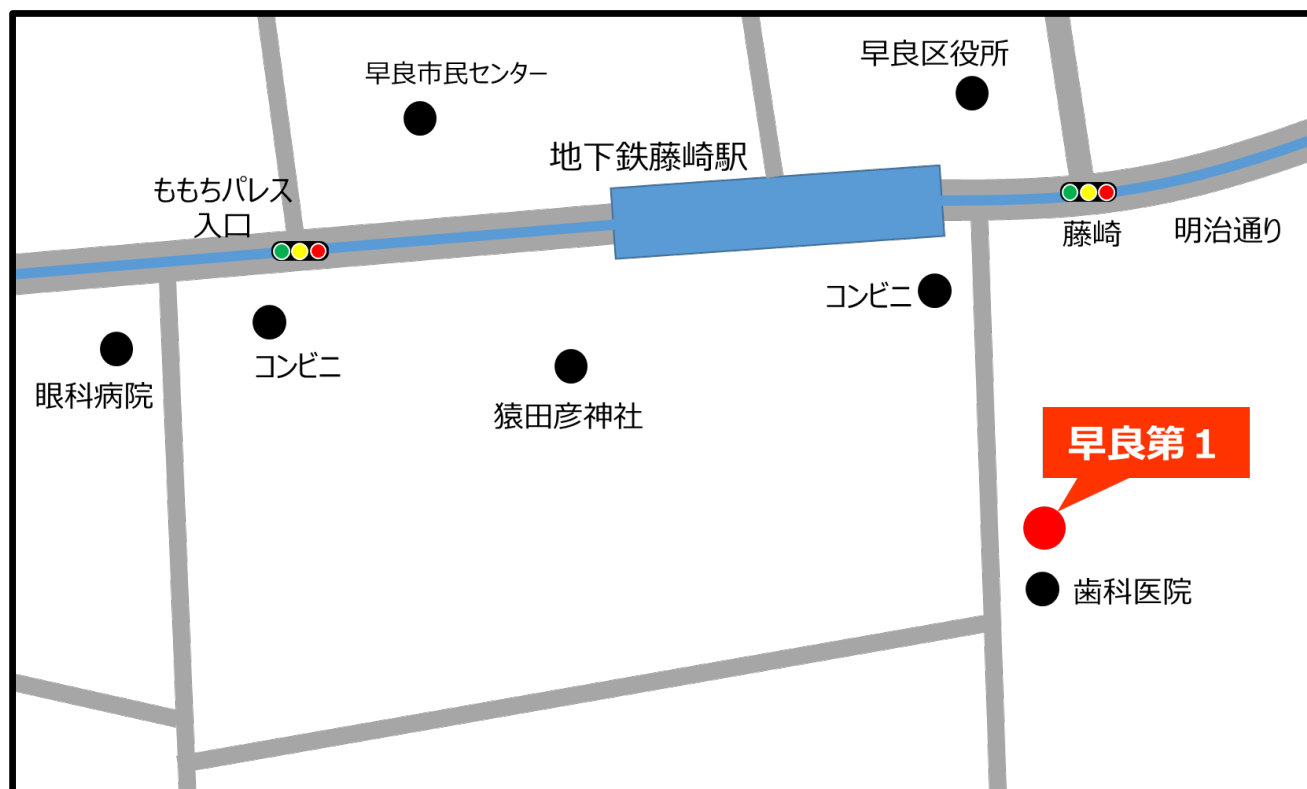 早良区役所
早良市民センター
地下鉄藤崎駅
ももちパレス
入口
藤崎
明治通り
コンビニ
コンビニ
眼科病院
猿田彦神社
早良第１
歯科医院